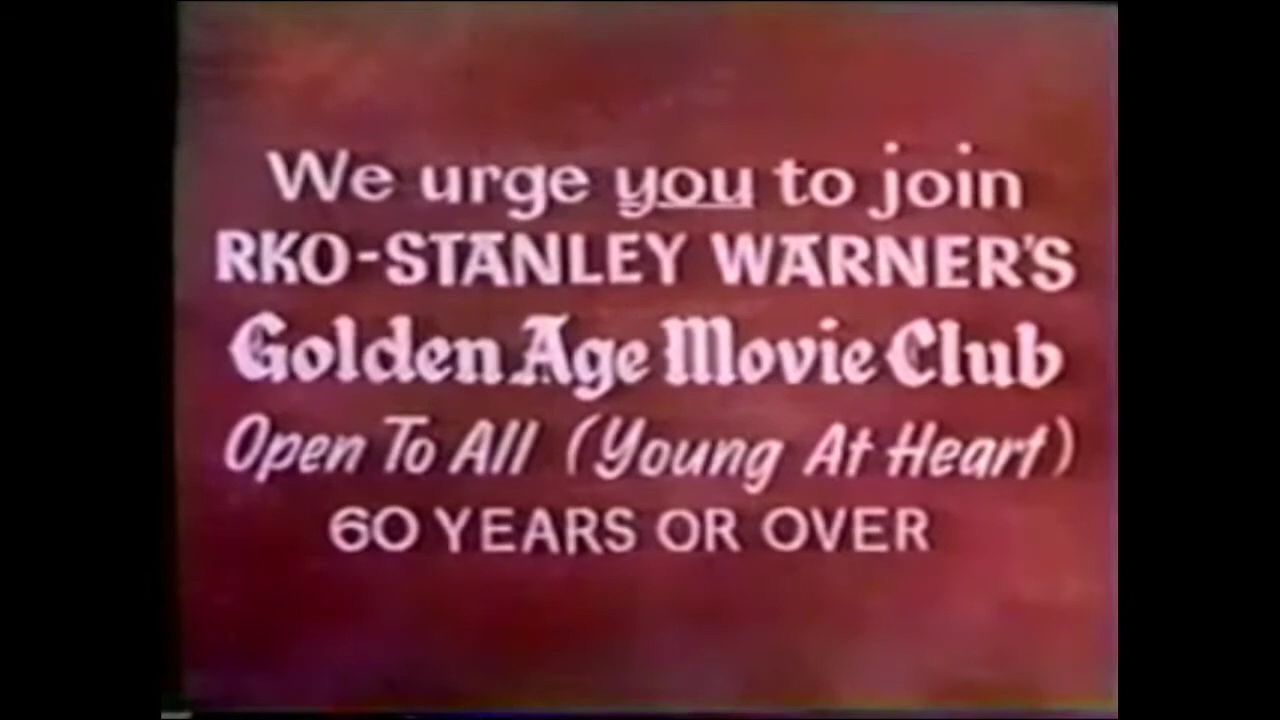 We urge you to join
RKO-STANLEY WARNER'S
Golden Age Movie Club
Open To All (Young At Heart)
60 YEARS OR OVER